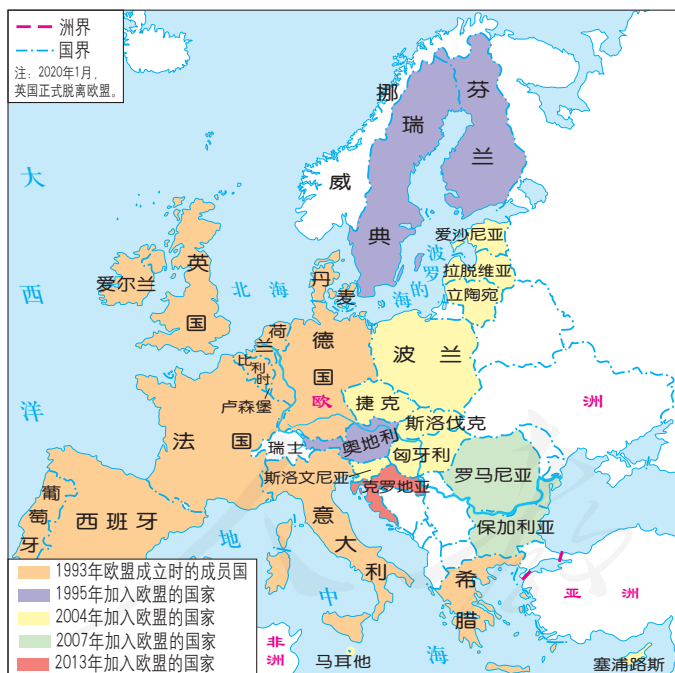 洲界
国界
注：2020年1月，
英国正式脱离欧盟。
大
西
洋
挪
威
瑞
典
芬
兰
爱沙尼亚
拉脱维亚
立陶宛
波
罗
的
海
爱尔兰
英
国
北 海
丹
麦
荷
兰
比
利
时
卢森堡
德
国
欧
洲
波 兰
捷 克
斯洛伐克
法 国
瑞士
奥地利
匈牙利
斯洛文尼亚
克罗地亚
罗马尼亚
保加利亚
葡
萄
牙
西班牙
意
大
利
希
腊
地
中
海
亚 洲
非
洲
马耳他
塞浦路斯
1993年欧盟成立时的成员国
1995年加入欧盟的国家
2004年加入欧盟的国家
2007年加入欧盟的国家
2013年加入欧盟的国家